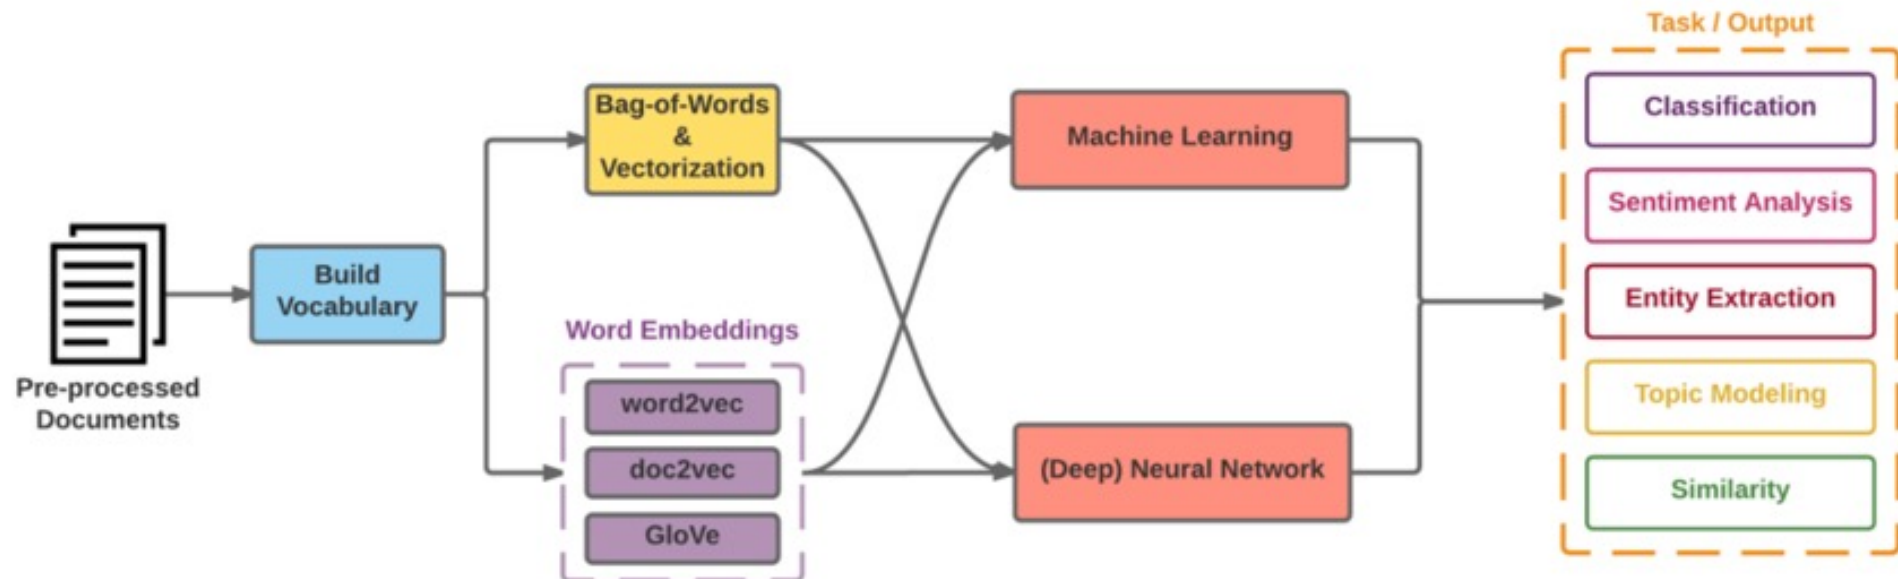 Pre-processed
Documents
Build
Vocabulary
Bag-of-Words
&
Vectorization
Word Embeddings
word2vec
doc2vec
GloVe
Machine Learning
(Deep) Neural Network
Task / Output
Classification
Sentiment Analysis
Entity Extraction
Topic Modeling
Similarity